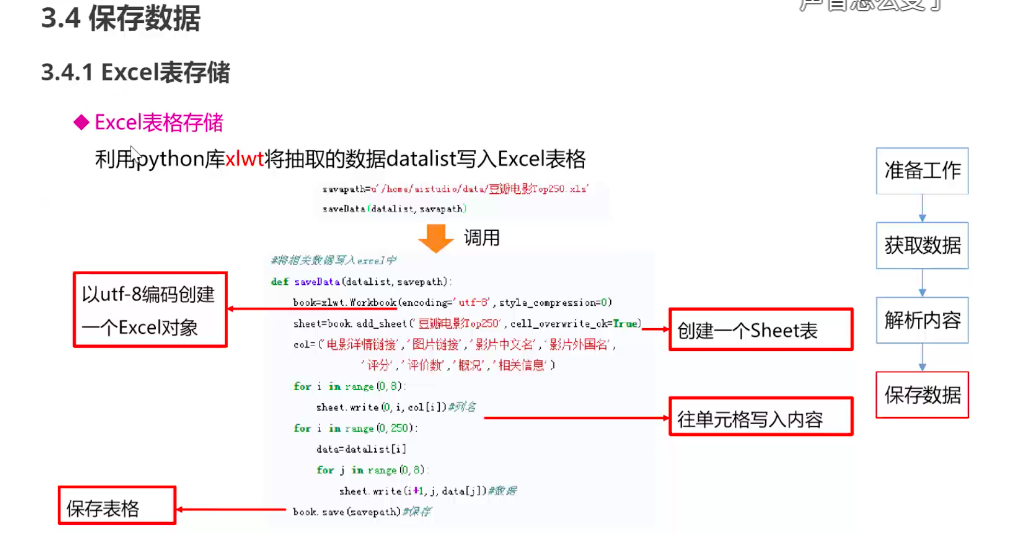 声音怎么变了
3.4 保存数据
3.4.1 Excel表存储
◆ Excel表格存储
利用python库xlwt将抽取的数据datalist写入Excel表格
savapath=u'/home/aistudio/data/豆瓣电影Top250.xls'
saveData(datalist,savapath)
调用
#将相关数据写入excel中
def saveData(datalist,savepath):
book=xlwt.Workbook(encoding='utf-8',style_compression=0)
sheet=book.add_sheet('豆瓣电影Top250',cell_overwrite_ok=True)
col=('电影详情链接','图片链接','影片中文名','影片外国名',
'评分','评价数','概况','相关信息')
for i in range(0,8):
sheet.write(0,i,col[i])#列名
for i in range(0,250):
data=datalist[i]
for j in range(0,8):
sheet.write(i+1,j,data[j])#数据
book.save(savepath)#保存
以utf-8编码创建
一个Excel对象
创建一个Sheet表
往单元格写入内容
保存表格
准备工作
获取数据
解析内容
保存数据